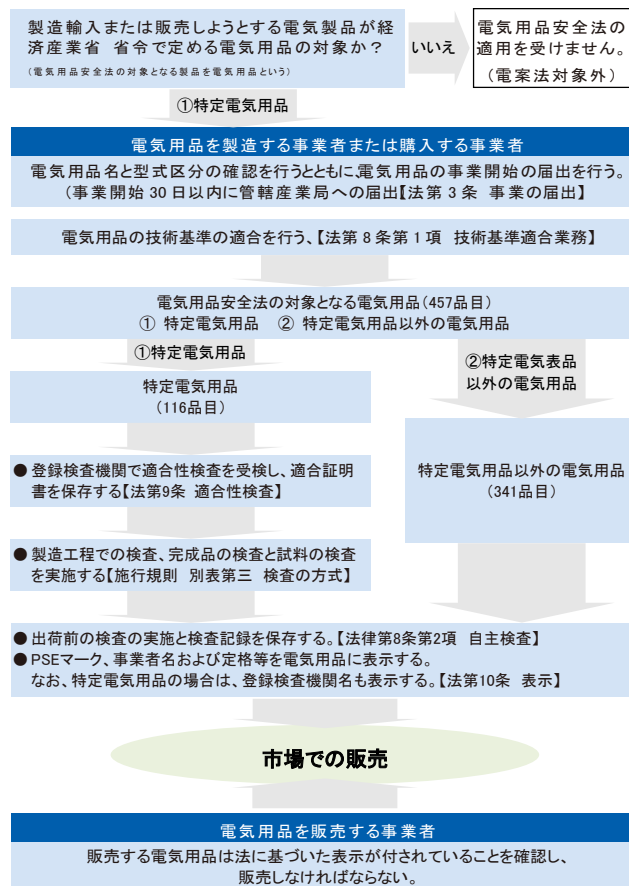 製造輸入または販売しようとする電気製品が経
済産業省 省令で定める電気用品の対象か？
(電気用品安全法の対象となる製品を電気用品という)
いいえ
電気用品安全法の
適用を受けません。
(電案法対象外)
①特定電気用品
電気用品を製造する事業者または購入する事業者
電気用品名と型式区分の確認を行うとともに、電気用品の事業開始の届出を行う。
(事業開始30日以内に管轄産業局への届出【法第3条 事業の届出】
電気用品の技術基準の適合を行う、【法第8条第1項 技術基準適合業務】
電気用品安全法の対象となる電気用品(457品目)
① 特定電気用品 ② 特定電気用品以外の電気用品
①特定電気用品
②特定電気表品
以外の電気用品
特定電気用品
(116品目)
● 登録検査機関で適合性検査を受検し、適合証明
書を保存する【法第9条 適合性検査】
特定電気用品以外の電気用品
(341品目)
● 製造工程での検査、完成品の検査と試料の検査
を実施する【施行規則 別表第三 検査の方式】
● 出荷前の検査の実施と検査記録を保存する。【法律第8条第2項 自主検査】
● PSEマーク、事業者名および定格等を電気用品に表示する。
なお、特定電気用品の場合は、登録検査機関名も表示する。【法第10条 表示】
市場での販売
電気用品を販売する事業者
販売する電気用品は法に基づいた表示が付されていることを確認し、
販売しなければならない。